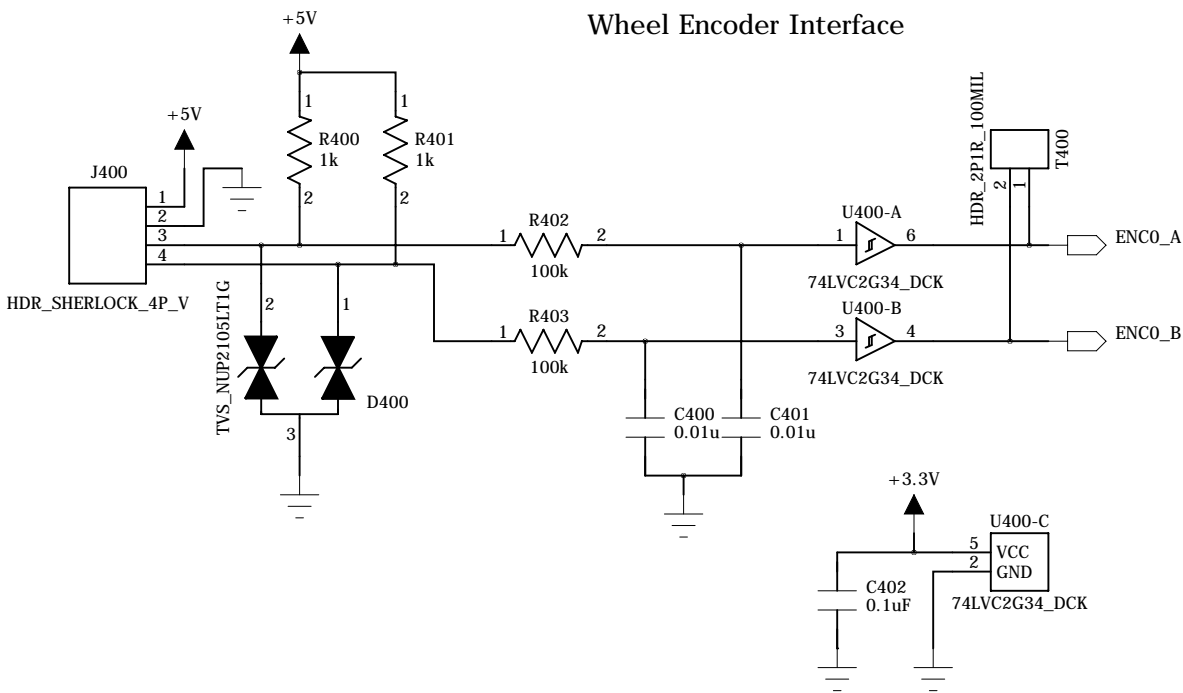 Wheel Encoder Interface
+5V
+5V
J400
1
2
3
4
HDR_SHERLOCK_4P_V
1
R400
1k
2
1
R401
1k
2
TVS_NUP2105LT1G
2
1
D400
3
1
R402
2
100k
1
R403
2
100k
C400
0.01u
C401
0.01u
U400-A
1
6
74LVC2G34_DCK
U400-B
3
4
74LVC2G34_DCK
HDR_2P1R_100MIL
2
1
T400
ENC0_A
ENC0_B
+3.3V
C402
0.1uF
U400-C
5
VCC
2
GND
74LVC2G34_DCK